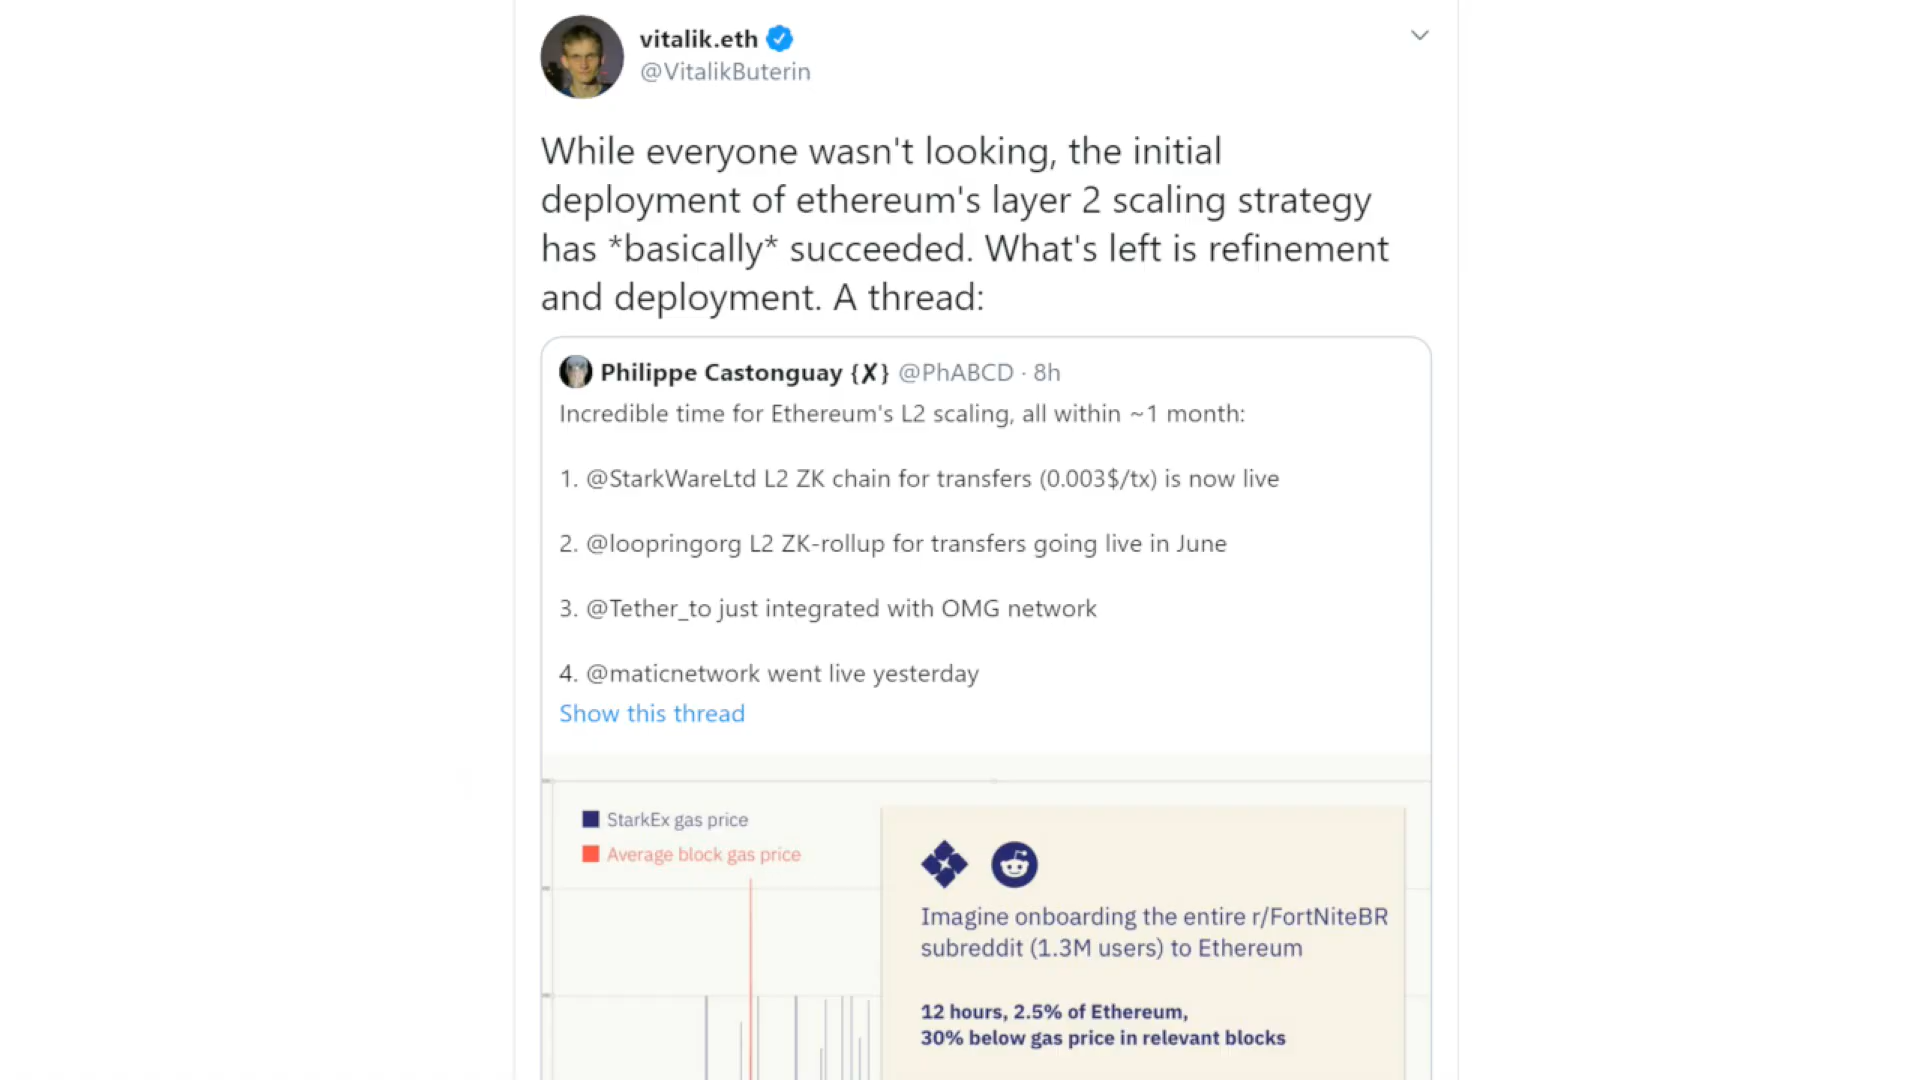 vitalik.eth
@VitalikButerin
While everyone wasn't looking, the initial
deployment of ethereum's layer 2 scaling strategy
has *basically* succeeded. What's left is refinement
and deployment. A thread:
Philippe Castonguay {✗} @PhABCD · 8h
Incredible time for Ethereum's L2 scaling, all within ~1 month:
1. @StarkWareLtd L2 ZK chain for transfers (0.003$/tx) is now live
2. @loopringorg L2 ZK-rollup for transfers going live in June
3. @Tether_to just integrated with OMG network
4. @maticnetwork went live yesterday
Show this thread
StarkEx gas price
Average block gas price
Imagine onboarding the entire r/FortNiteBR
subreddit (1.3M users) to Ethereum
12 hours, 2.5% of Ethereum,
30% below gas price in relevant blocks